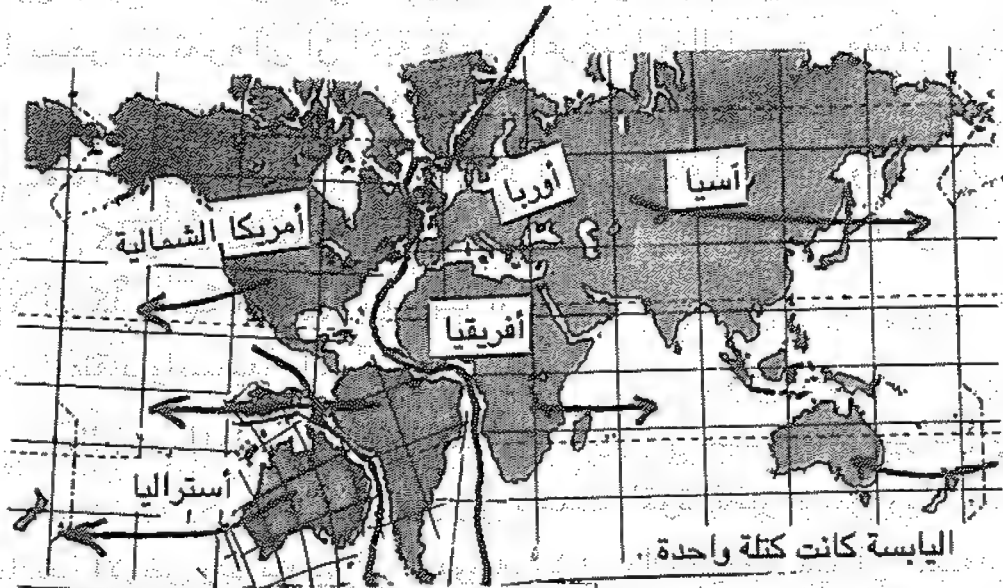 آسيا
أوربا
أمريكا الشمالية
أفريقيا
أستراليا
اليابسة كانت كتلة واحدة .